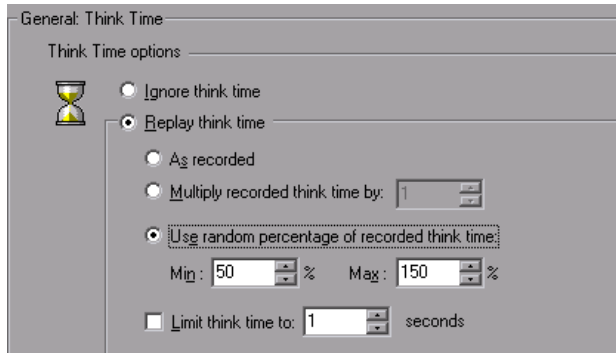 General: Think Time
Think Time options
Ignore think time
Replay think time
As recorded
Multiply recorded think time by: 1
Use random percentage of recorded think time:
Min : 50 % Max : 150 %
Limit think time to: 1 seconds